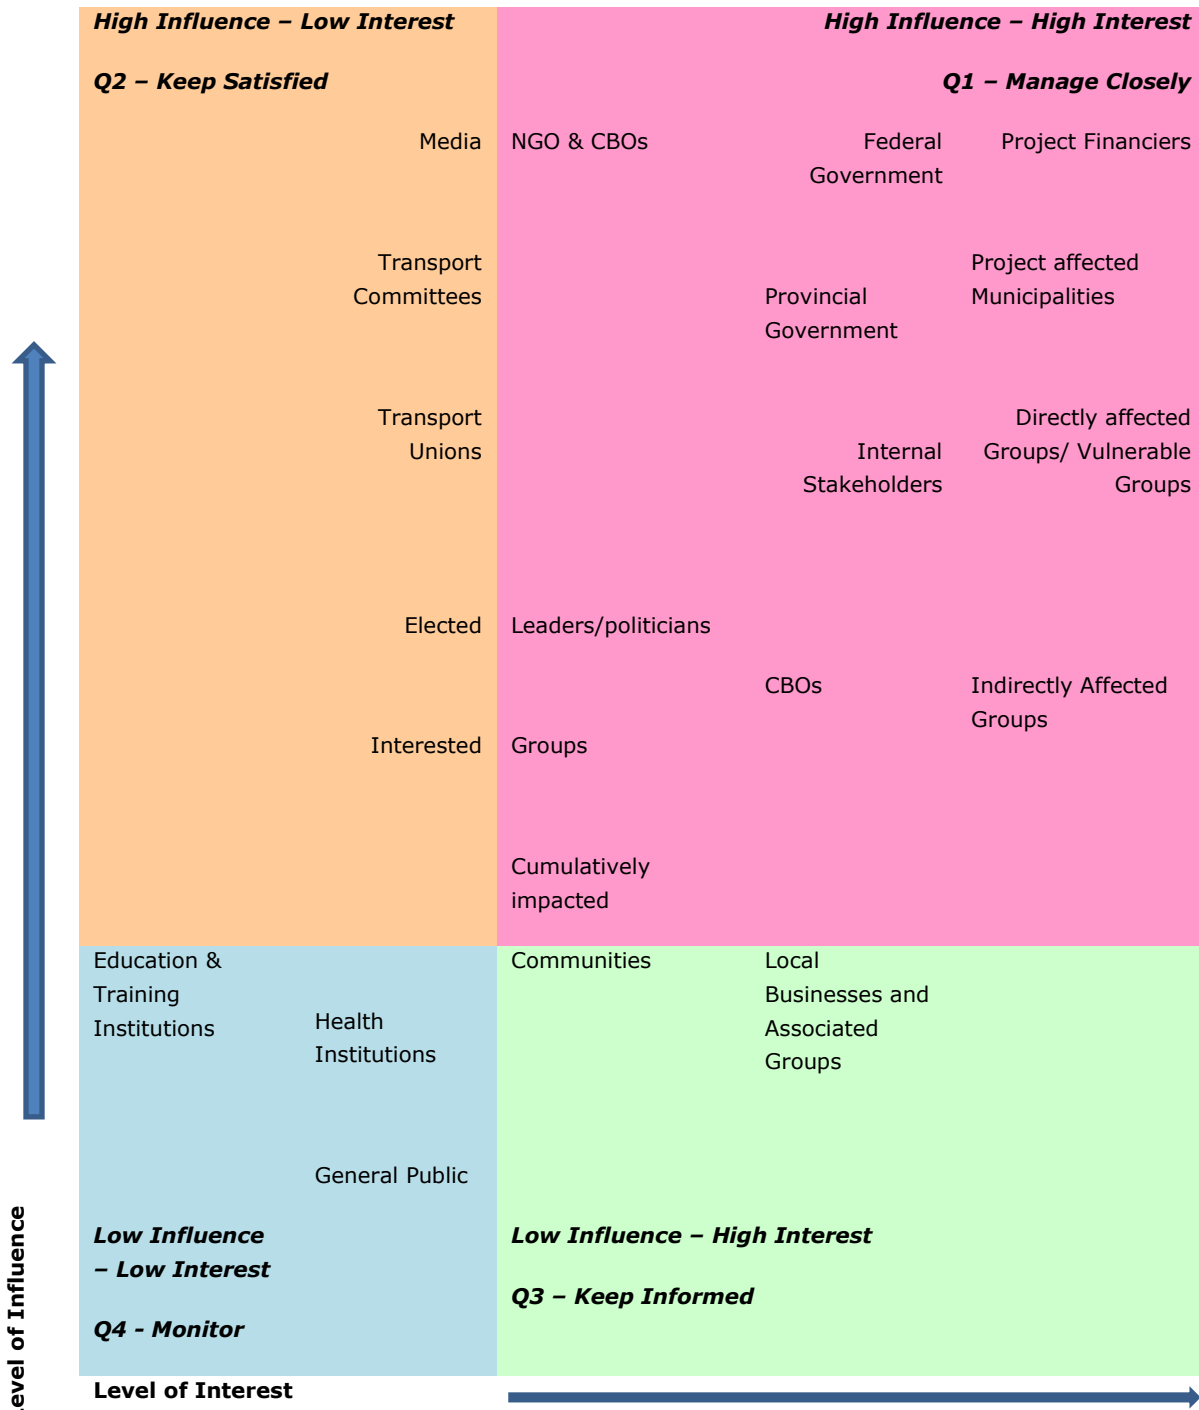 High Influence – Low Interest
High Influence – High Interest
Q2 – Keep Satisfied
Q1 – Manage Closely
Media
NGO & CBOs
Federal
Government
Project Financiers
Transport
Committees
Provincial
Government
Project affected
Municipalities
Transport
Unions
Internal
Stakeholders
Directly affected
Groups/ Vulnerable
Groups
Elected
Leaders/politicians
CBOs
Indirectly Affected
Groups
Interested
Groups
Cumulatively
impacted
Education &
Training
Institutions
Health
Institutions
Communities
Local
Businesses and
Associated
Groups
General Public
Low Influence
– Low Interest
Q4 - Monitor
Low Influence – High Interest
Q3 – Keep Informed
Level of Influence
Level of Interest